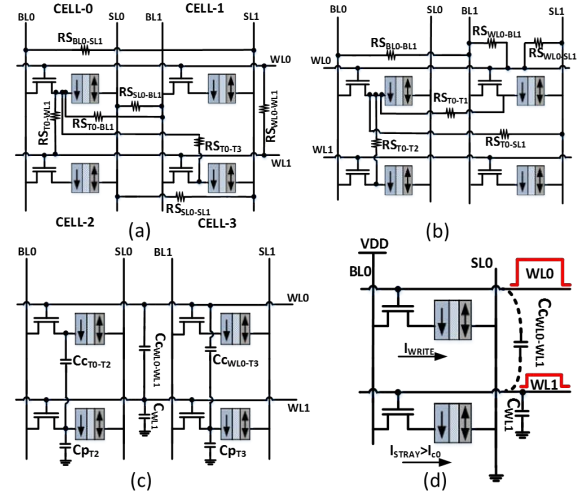 CELL-0
CELL-1
BL0
SL0
BL1
SL1
RSBL0-SL1
WL0
RSSL0-BL1
RST0-WL1
RST0-BL1
RSWL0-WL1
RST0-T3
WL1
RSSL0-SL1
CELL-2
CELL-3
(a)
BL0
SL0
BL1
SL1
RSBL0-BL1
RSWL0-BL1
RSWL0-SL1
WL0
RST0-T1
RST0-T2
RST0-SL1
WL1
(b)
BL0
SL0
BL1
SL1
WL0
CcT0-T2
CcWL0-WL1
CcWL0-T3
CWL1
WL1
CpT2
CpT3
(c)
VDD
BL0
SL0
WL0
CcWL0-WL1
IWRITE
WL1
CWL1
ISTRAY>Ic0
(d)